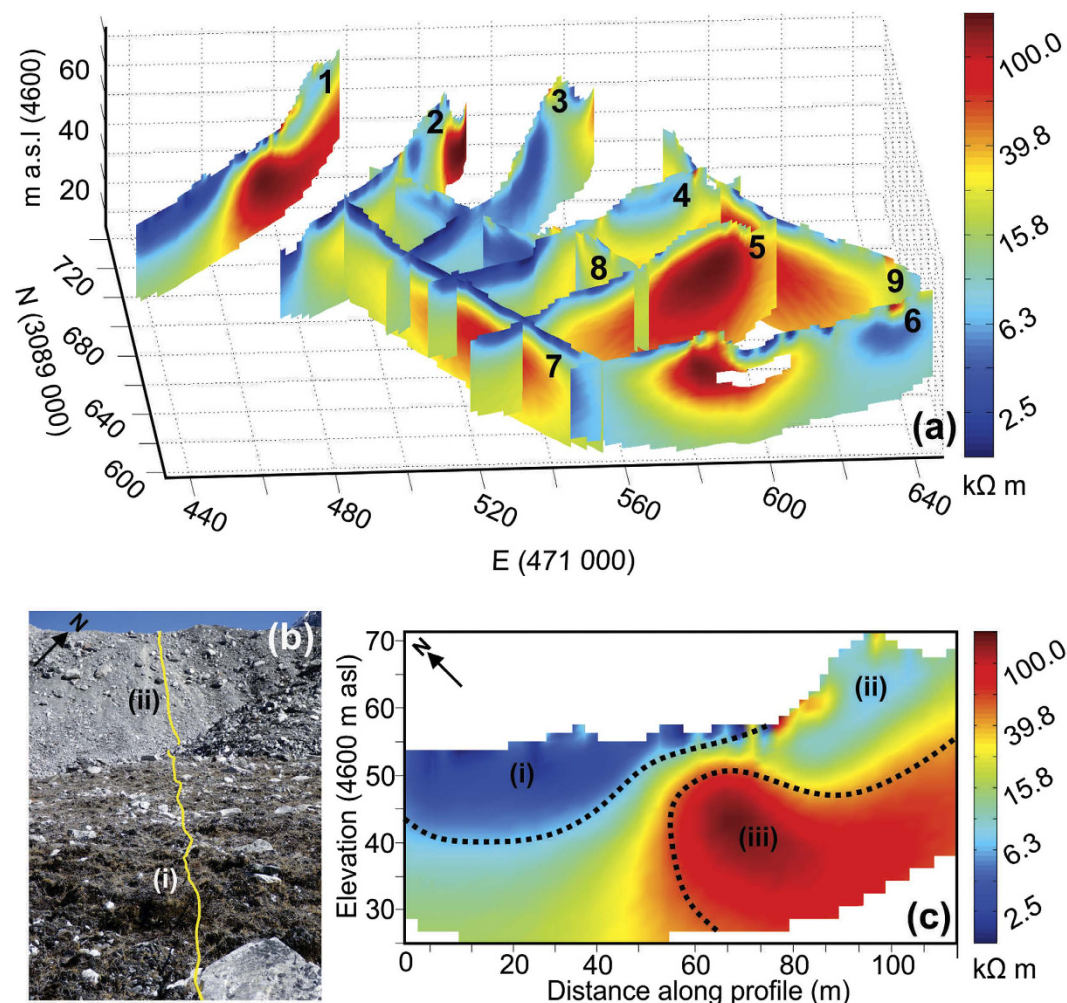 60
40
20
m a.s.l (4600)
1
2
3
4
5
8
9
6
7
(a)
720
680
640
600
N (3089 000)
440
480
520
560
600
640
E (471 000)
100.0
39.8
15.8
6.3
2.5
kΩ m
N
(b)
(ii)
(i)
70
60
50
40
30
Elevation (4600 m asl)
N
(i)
(ii)
(iii)
(c)
0 20 40 60 80 100
Distance along profile (m)
100.0
39.8
15.8
6.3
2.5
kΩ m